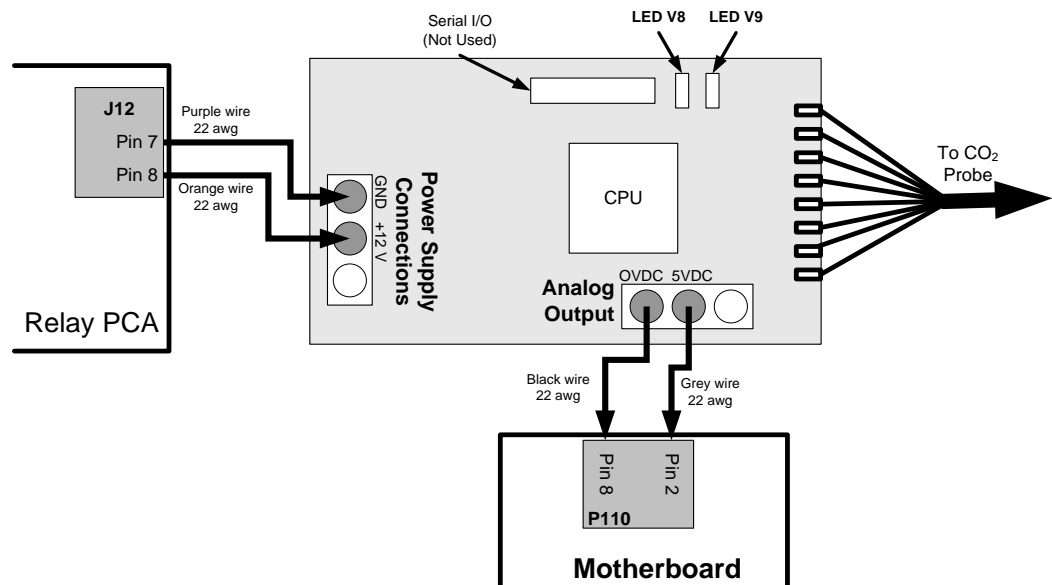 Serial I/O
(Not Used)
LED V8
LED V9
J12
Pin 7
Pin 8
Purple wire
22 awg
Orange wire
22 awg
GND
+12 V
Power Supply
Connections
CPU
To CO₂
Probe
Relay PCA
Analog
Output
OVDC
5VDC
Black wire
22 awg
Grey wire
22 awg
Pin 8
Pin 2
P110
Motherboard